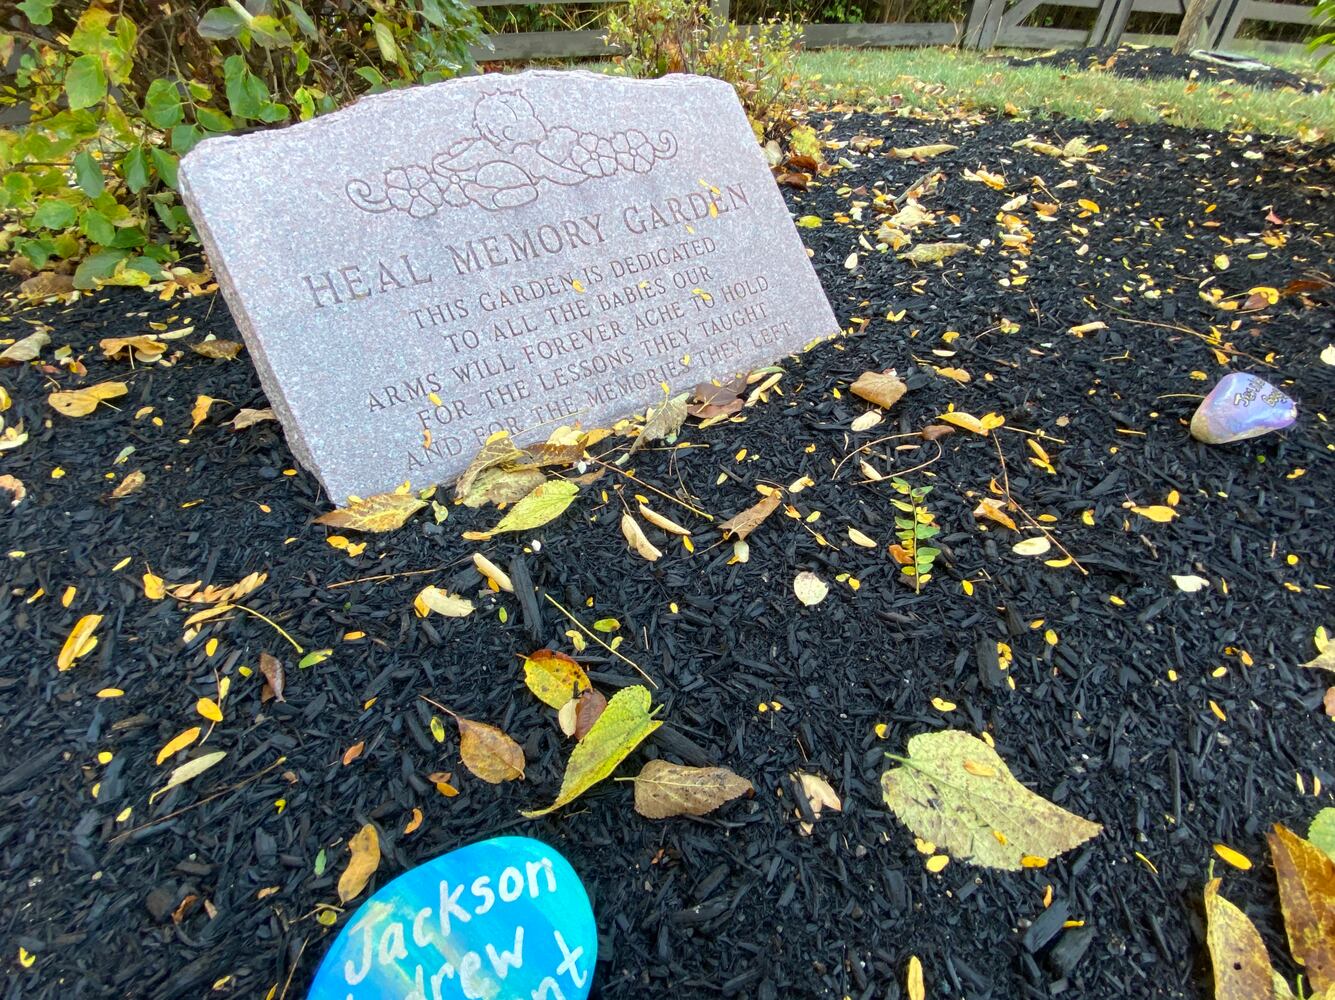 HEAL MEMORY GARDEN
THIS GARDEN IS DEDICATED
TO ALL THE BABIES OUR
ARMS WILL FOREVER ACHE TO HOLD
FOR THE LESSONS THEY TAUGHT
AND FOR THE MEMORIES THEY LEFT
Jackson